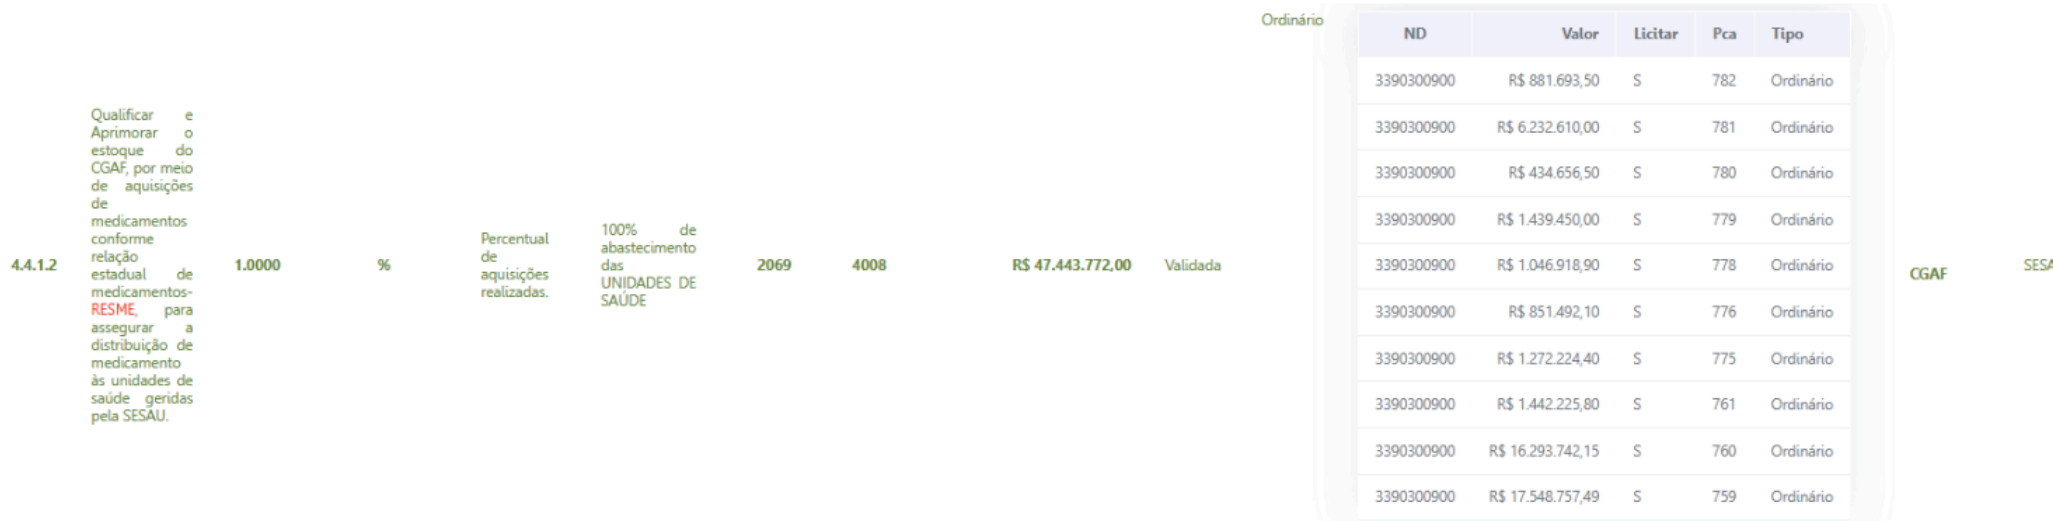 Ordinário
ND Valor Licitar Pca Tipo
3390300900 R$ 881.693,50 S 782 Ordinário
3390300900 R$ 6.232.610,00 S 781 Ordinário
3390300900 R$ 434.656,50 S 780 Ordinário
3390300900 R$ 1.439.450,00 S 779 Ordinário
3390300900 R$ 1.046.918,90 S 778 Ordinário
3390300900 R$ 851.492,10 S 776 Ordinário
3390300900 R$ 1.272.224,40 S 775 Ordinário
3390300900 R$ 1.442.225,80 S 761 Ordinário
3390300900 R$ 16.293.742,15 S 760 Ordinário
3390300900 R$ 17.548.757,49 S 759 Ordinário
4.4.1.2
Qualificar e
Aprimorar o
estoque do
CGAF, por meio
de aquisições
de
medicamentos
conforme
relação
estadual de
medicamentos-
RESME, para
assegurar a
distribuição de
medicamento
às unidades de
saúde geridas
pela SESAU.
1.0000
%
Percentual
de
aquisições
realizadas.
100% de
abastecimento
das
UNIDADES DE
SAÚDE
2069
4008
R$ 47.443.772,00
Validada
CGAF